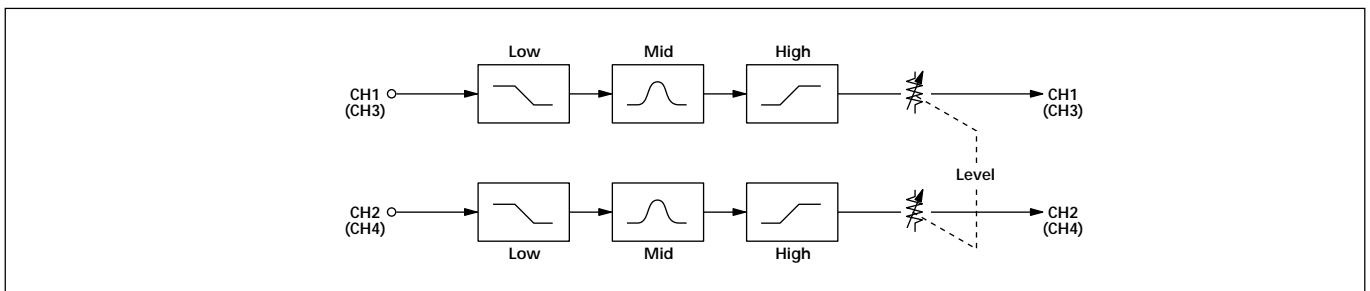 Low Mid High
CH1 CH1
(CH3) (CH3)
Level
CH2 CH2
(CH4) (CH4)
Low Mid High